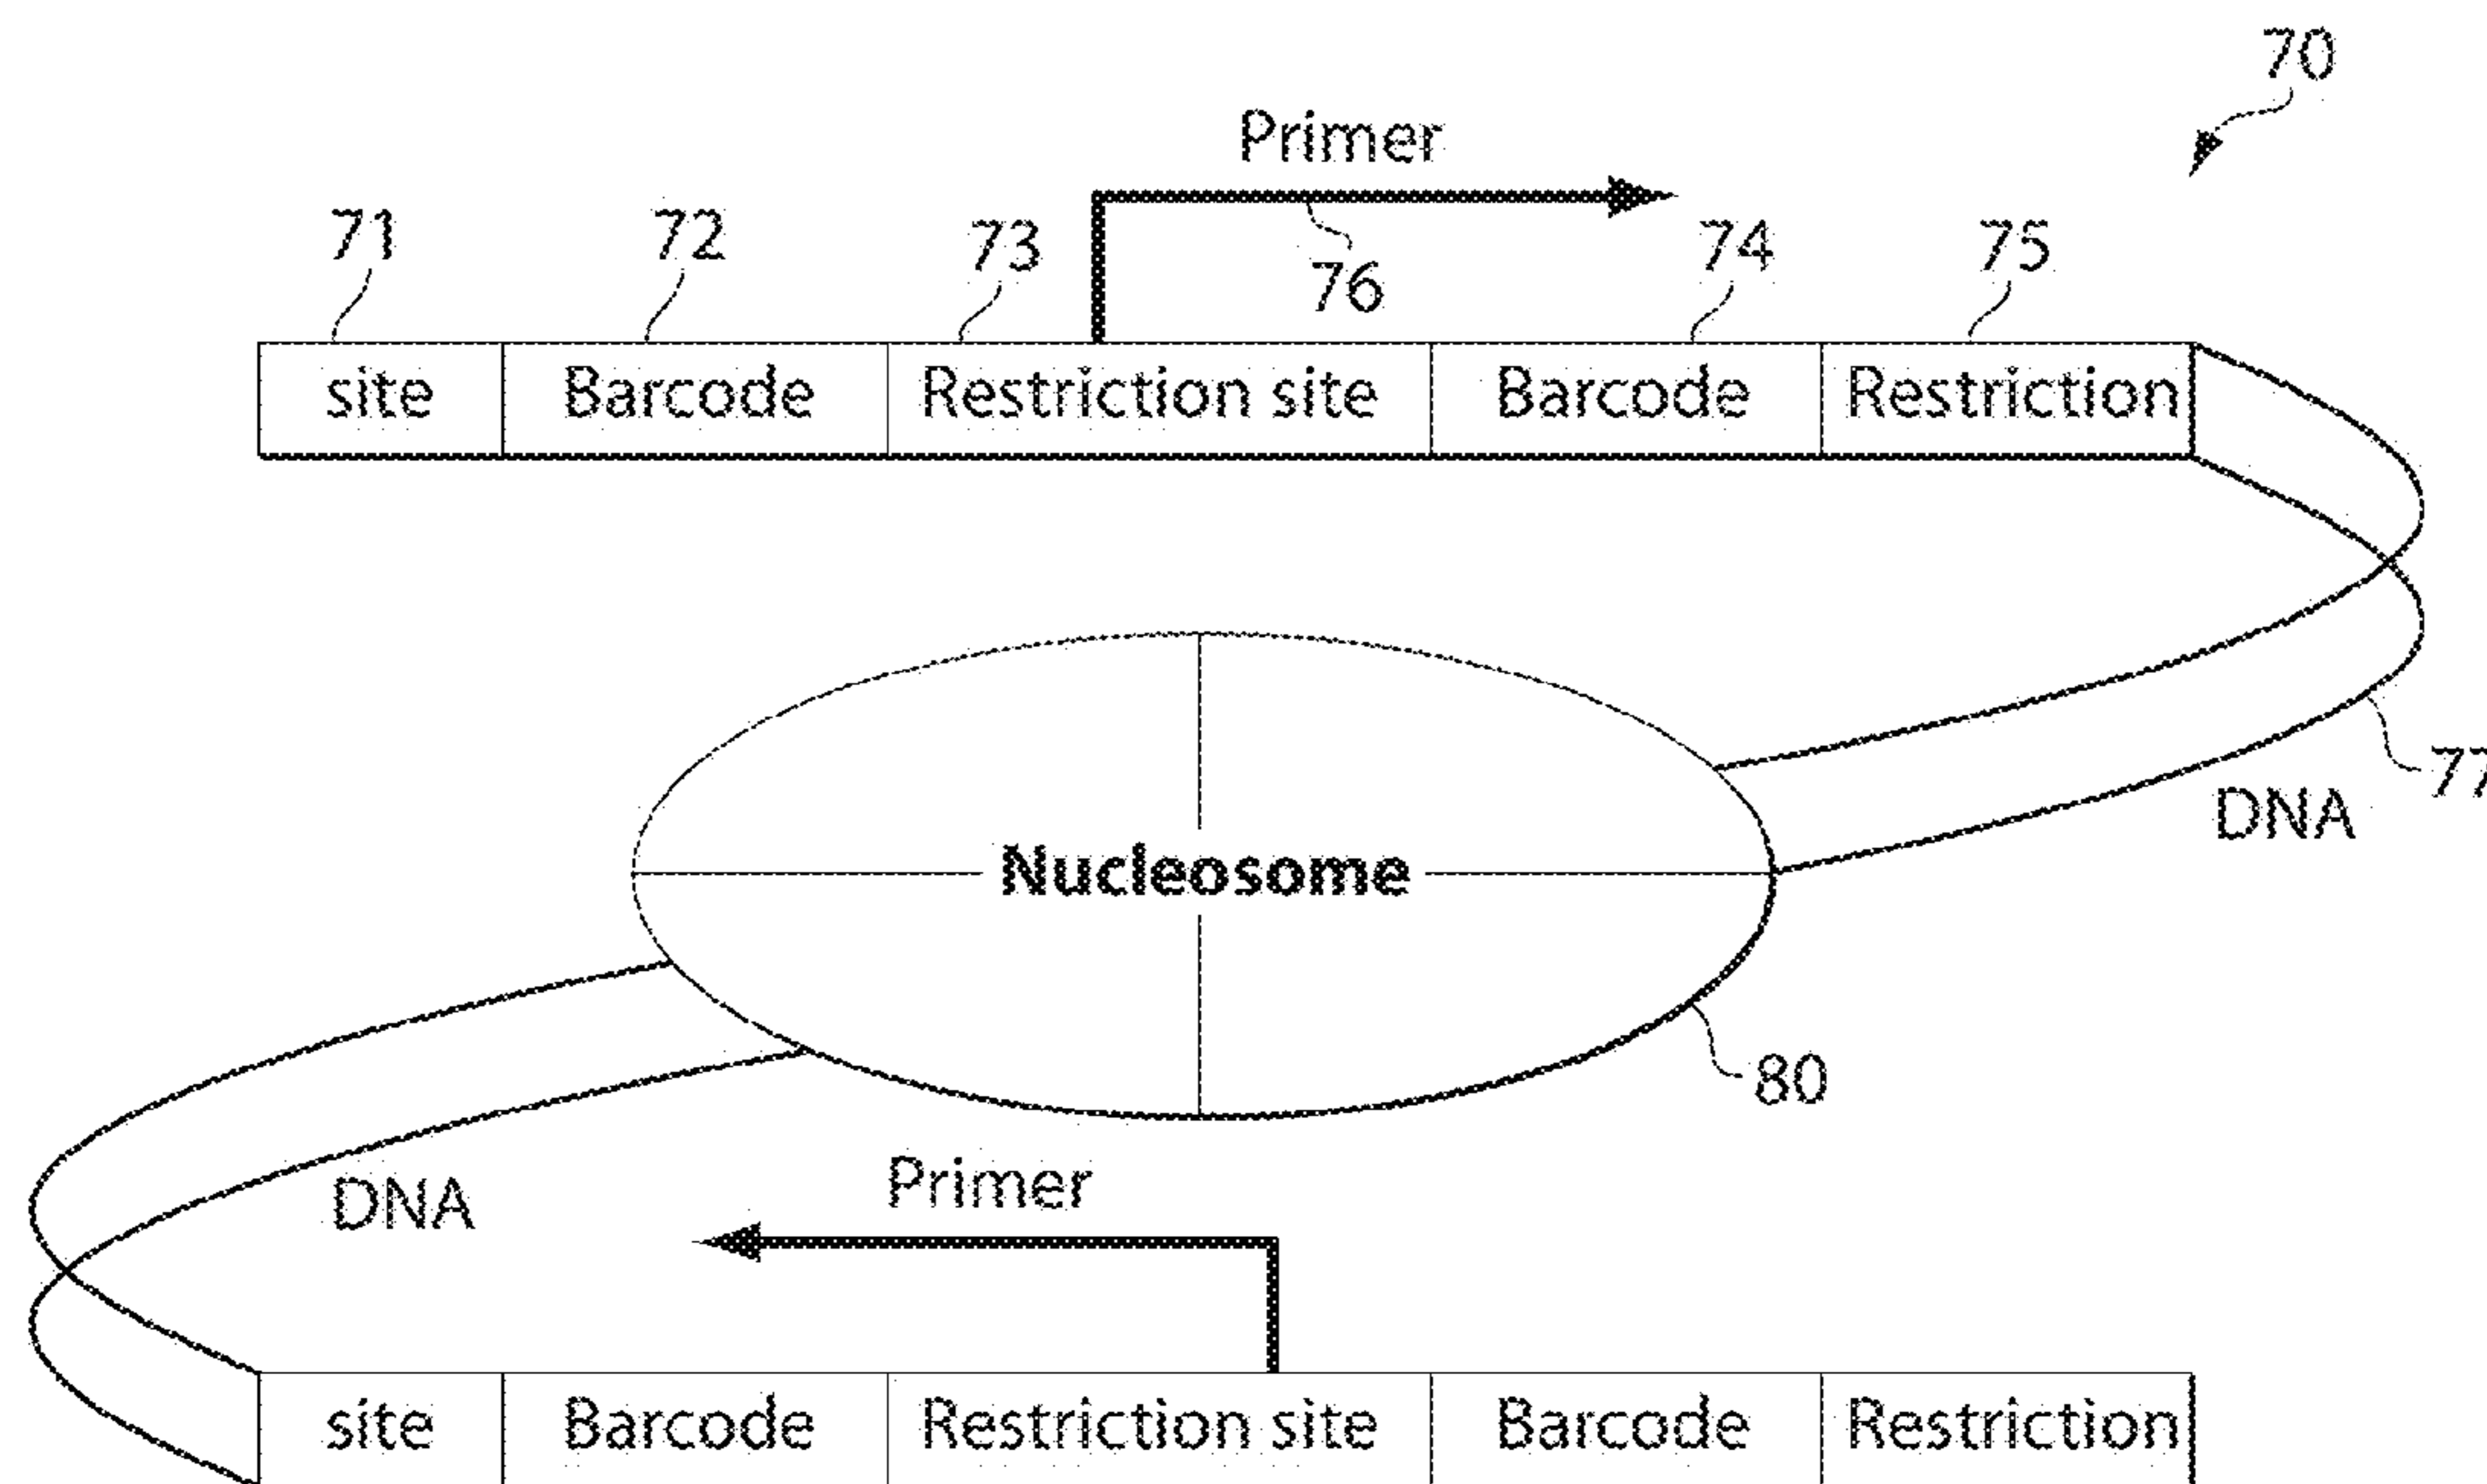 70
Primer
71 72 73 76 74 75
site Barcode Restriction site Barcode Restriction
77
DNA
Nucleosome
80
Primer
DNA
site Barcode Restriction site Barcode Restriction